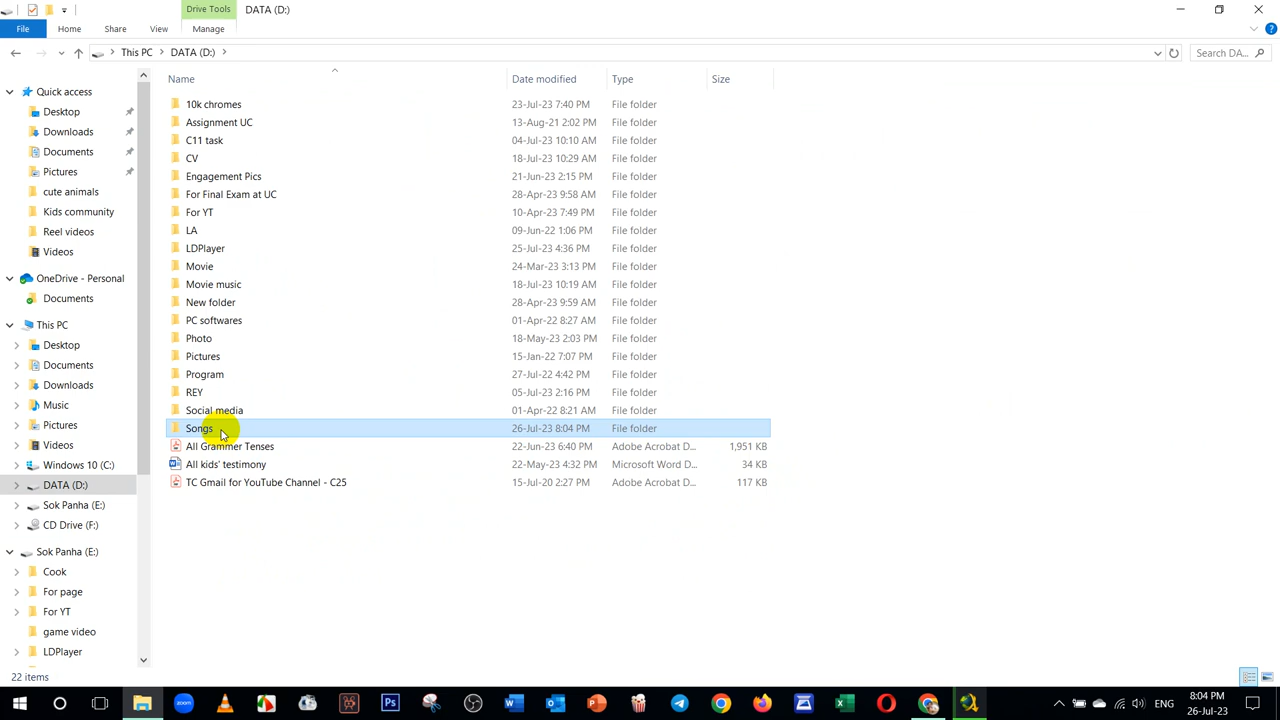 Drive Tools DATA (D:)
File Home Share View Manage
This PC DATA (D:) Search DA...
Name Date modified Type Size
Quick access
Desktop
Downloads
Documents
Pictures
cute animals
Kids community
Reel videos
Videos
OneDrive - Personal
Documents
This PC
Desktop
Documents
Downloads
Music
Pictures
Videos
Windows 10 (C:)
DATA (D:)
Sok Panha (E:)
CD Drive (F:)
Sok Panha (E:)
Cook
For page
For YT
game video
LDPlayer
10k chromes 23-Jul-23 7:40 PM File folder
Assignment UC 13-Aug-21 2:02 PM File folder
C11 task 04-Jul-23 10:10 AM File folder
CV 18-Jul-23 10:29 AM File folder
Engagement Pics 21-Jun-23 2:15 PM File folder
For Final Exam at UC 28-Apr-23 9:58 AM File folder
For YT 10-Apr-23 7:49 PM File folder
LA 09-Jun-22 1:06 PM File folder
LDPlayer 25-Jul-23 4:36 PM File folder
Movie 24-Mar-23 3:13 PM File folder
Movie music 18-Jul-23 10:19 AM File folder
New folder 28-Apr-23 9:59 AM File folder
PC softwares 01-Apr-22 8:27 AM File folder
Photo 18-May-23 2:03 PM File folder
Pictures 15-Jan-22 7:07 PM File folder
Program 27-Jul-22 4:42 PM File folder
REY 05-Jul-23 2:16 PM File folder
Social media 01-Apr-22 8:21 AM File folder
Songs 26-Jul-23 8:04 PM File folder
All Grammer Tenses 22-Jun-23 6:40 PM Adobe Acrobat D... 1,951 KB
All kids' testimony 22-May-23 4:32 PM Microsoft Word D... 34 KB
TC Gmail for YouTube Channel - C25 15-Jul-20 2:27 PM Adobe Acrobat D... 117 KB
22 items
zoom Ps ENG 8:04 PM
26-Jul-23